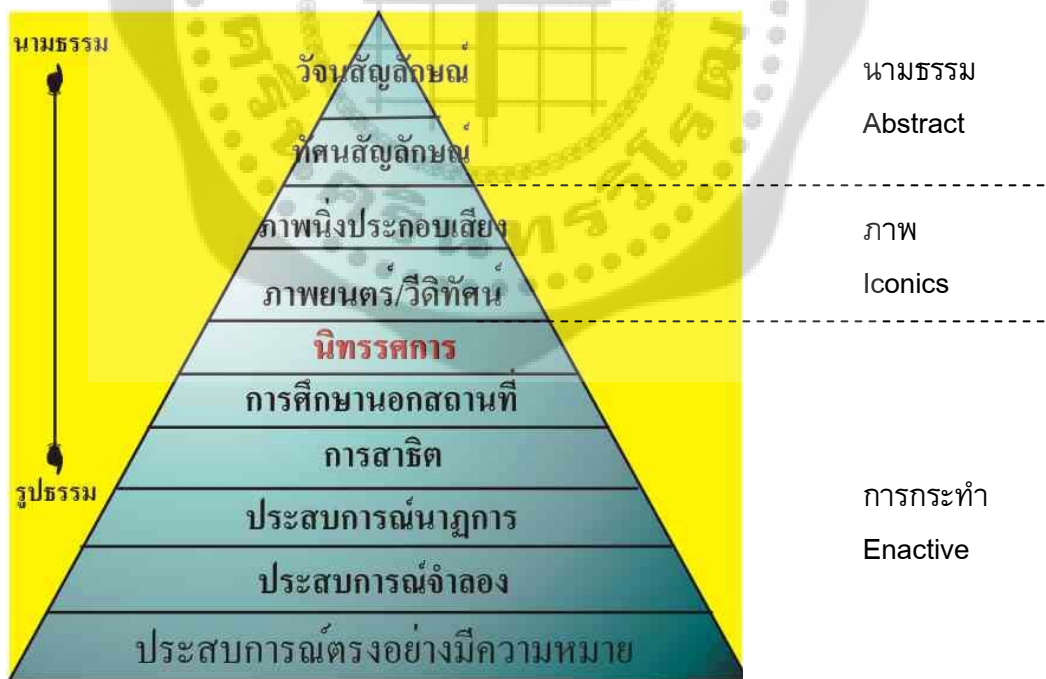 นามธรรม
วัจนสัญลักษณ์
ทัศนสัญลักษณ์
ภาพนิ่งประกอบเสียง
ภาพยนตร์/วีดิทัศน์
นิทรรศการ
การศึกษานอกสถานที่
การสาธิต
รูปธรรม
ประสบการณ์นาฏการ
ประสบการณ์จำลอง
ประสบการณ์ตรงอย่างมีความหมาย
นามธรรม
Abstract
ภาพ
Iconics
การกระทำ
Enactive